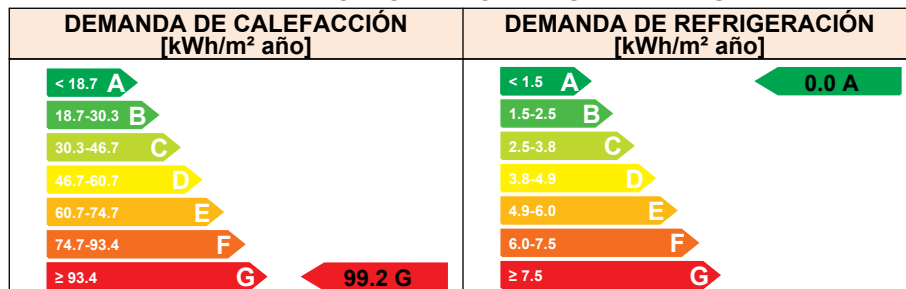 DEMANDA DE CALEFACCIÓN
[kWh/m² año]
< 18.7 A
18.7-30.3 B
30.3-46.7 C
46.7-60.7 D
60.7-74.7 E
74.7-93.4 F
≥ 93.4 G
99.2 G
DEMANDA DE REFRIGERACIÓN
[kWh/m² año]
< 1.5 A
0.0 A
1.5-2.5 B
2.5-3.8 C
3.8-4.9 D
4.9-6.0 E
6.0-7.5 F
≥ 7.5 G